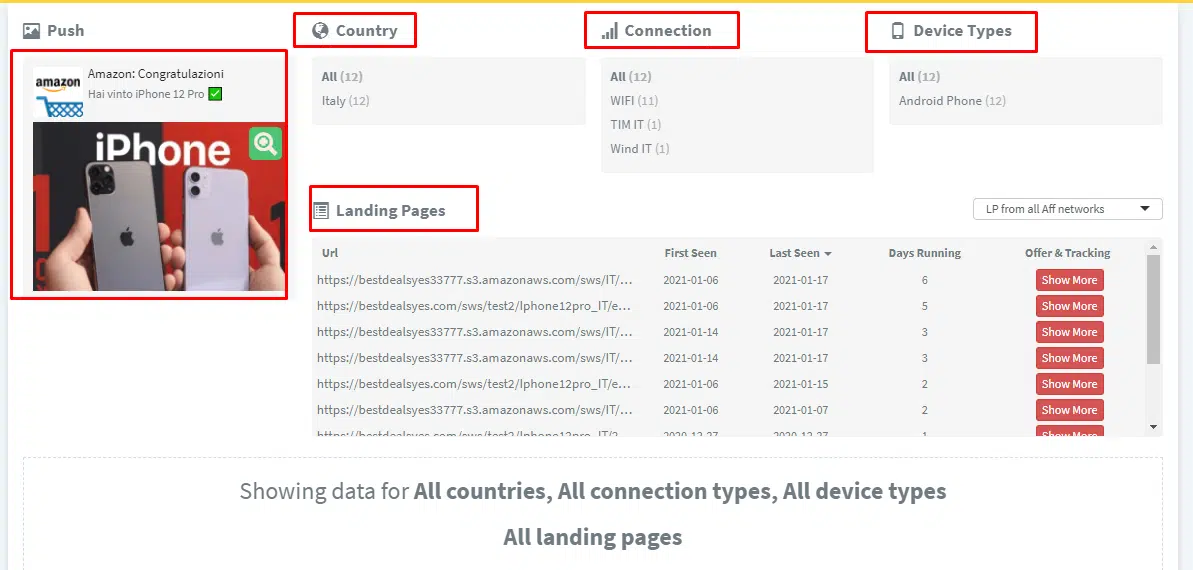 Push
Country
Connection
Device Types
amazon
Amazon: Congratulazioni
Hai vinto iPhone 12 Pro ✅
iPhone
All (12)
Italy (12)
All (12)
WIFI (11)
TIM IT (1)
Wind IT (1)
All (12)
Android Phone (12)
Landing Pages
LP from all Aff networks
Url First Seen Last Seen Days Running Offer & Tracking
https://bestdealsyes33777.s3.amazonaws.com/sws/IT/... 2021-01-06 2021-01-17 6 Show More
https://bestdealsyes.com/sws/test2/Iphone12pro_IT/e... 2021-01-06 2021-01-17 5 Show More
https://bestdealsyes33777.s3.amazonaws.com/sws/IT/... 2021-01-14 2021-01-17 3 Show More
https://bestdealsyes33777.s3.amazonaws.com/sws/IT/... 2021-01-14 2021-01-17 3 Show More
https://bestdealsyes.com/sws/test2/Iphone12pro_IT/e... 2021-01-06 2021-01-15 2 Show More
https://bestdealsyes33777.s3.amazonaws.com/sws/IT/... 2021-01-06 2021-01-07 2 Show More
https://bestdealsyes.com/sws/test2/Iphone12pro_IT/2... 2020-12-27 2020-12-27 1 Show More
Showing data for All countries, All connection types, All device types
All landing pages